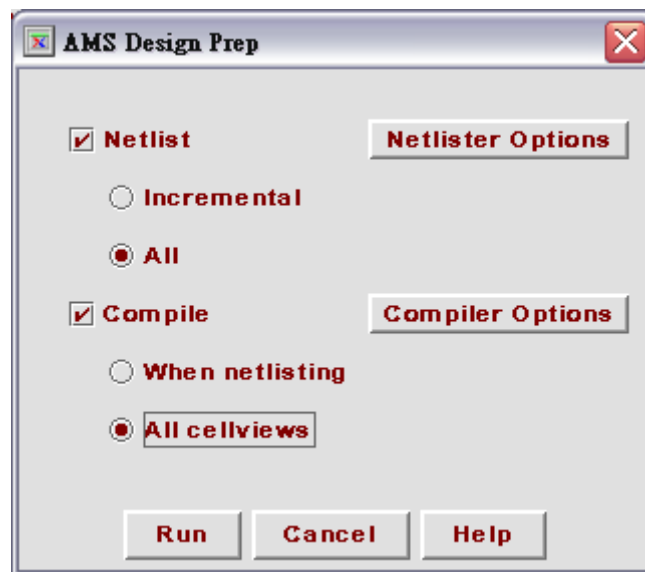 AMS Design Prep
Netlist Netlister Options
Incremental
All
Compile Compiler Options
When netlisting
All cellviews
Run Cancel Help